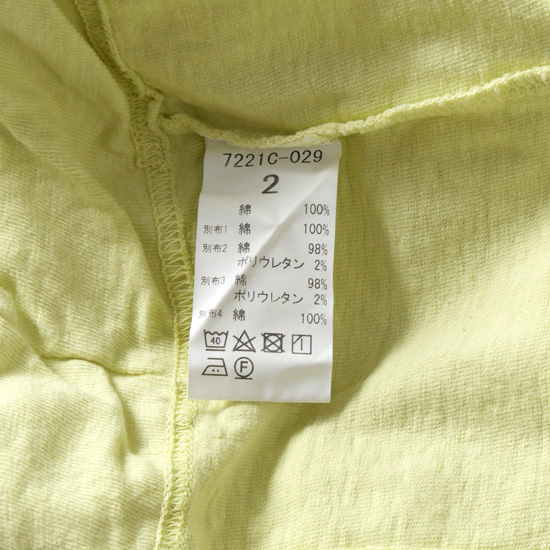 7221C-029
2
綿 100%
別布1 綿 100%
別布2 綿 98%
ポリウレタン 2%
別布3 綿 98%
ポリウレタン 2%
別布4 綿 100%
40
F